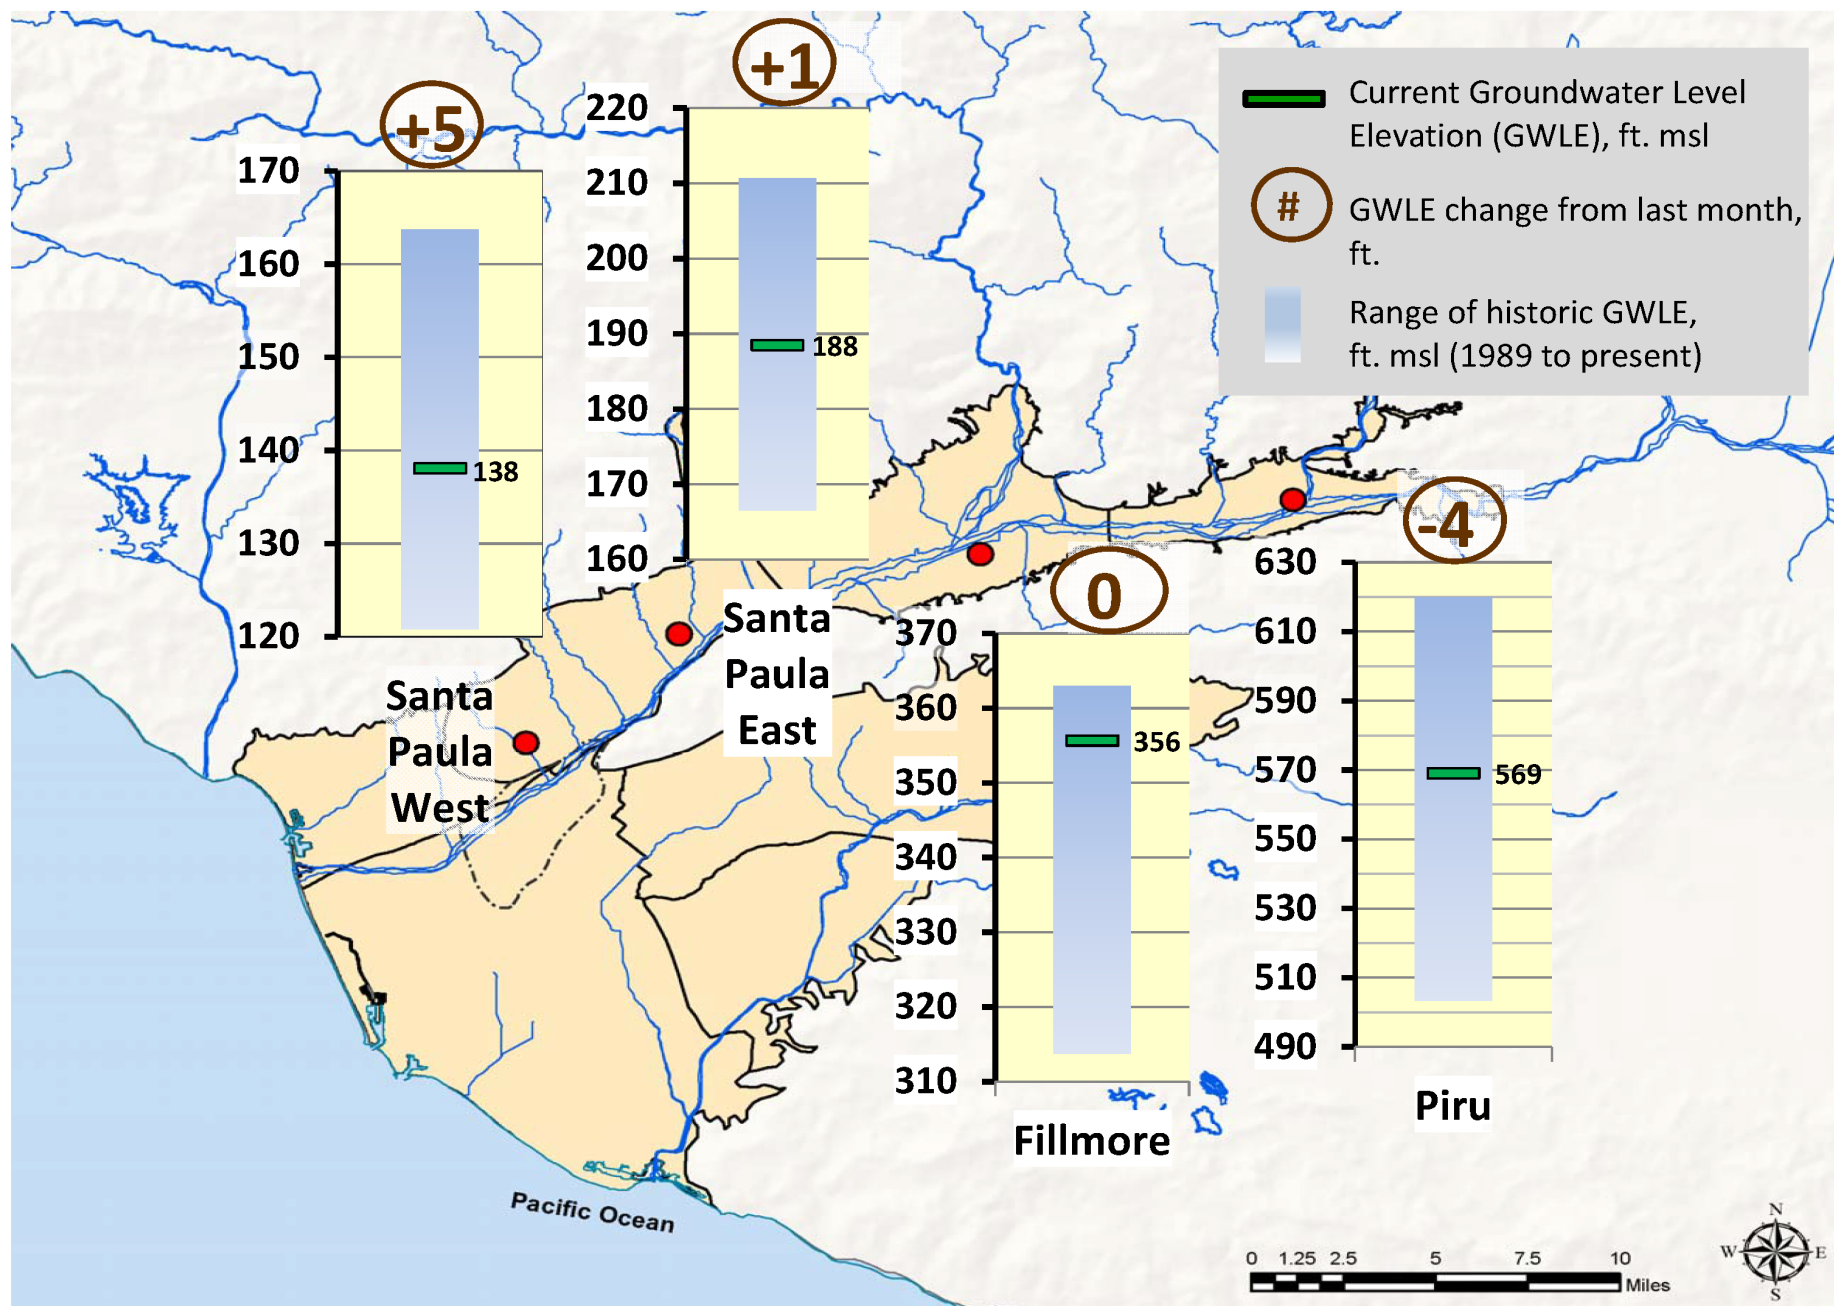 +5
170
160
150
140
130
120
138
Santa
Paula
West
+1
220
210
200
190
180
170
160
188
Santa
Paula
East
Current Groundwater Level
Elevation (GWLE), ft. msl
#
GWLE change from last month,
ft.
Range of historic GWLE,
ft. msl (1989 to present)
0
370
360
350
340
330
320
310
356
Fillmore
-4
630
610
590
570
550
530
510
490
569
Piru
Pacific Ocean
0 1.25 2.5 5 7.5 10
Miles
N
W E
S